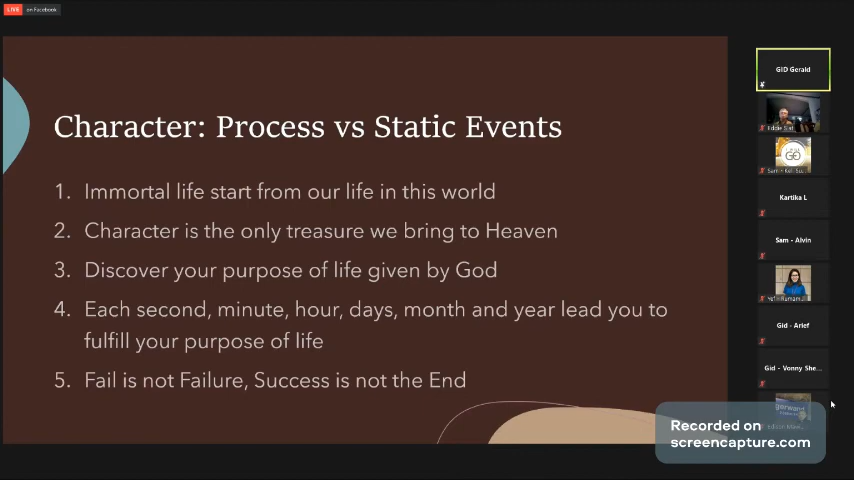 LIVE on Facebook
Character: Process vs Static Events
1. Immortal life start from our life in this world
2. Character is the only treasure we bring to Heaven
3. Discover your purpose of life given by God
4. Each second, minute, hour, days, month and year lead you to
fulfill your purpose of life
5. Fail is not Failure, Success is not the End
GID Gerald
Eddie
Kartika L
Sam - Alvin
Gid - Arief
Gid - Vonny She...
Recorded on
screencapture.com